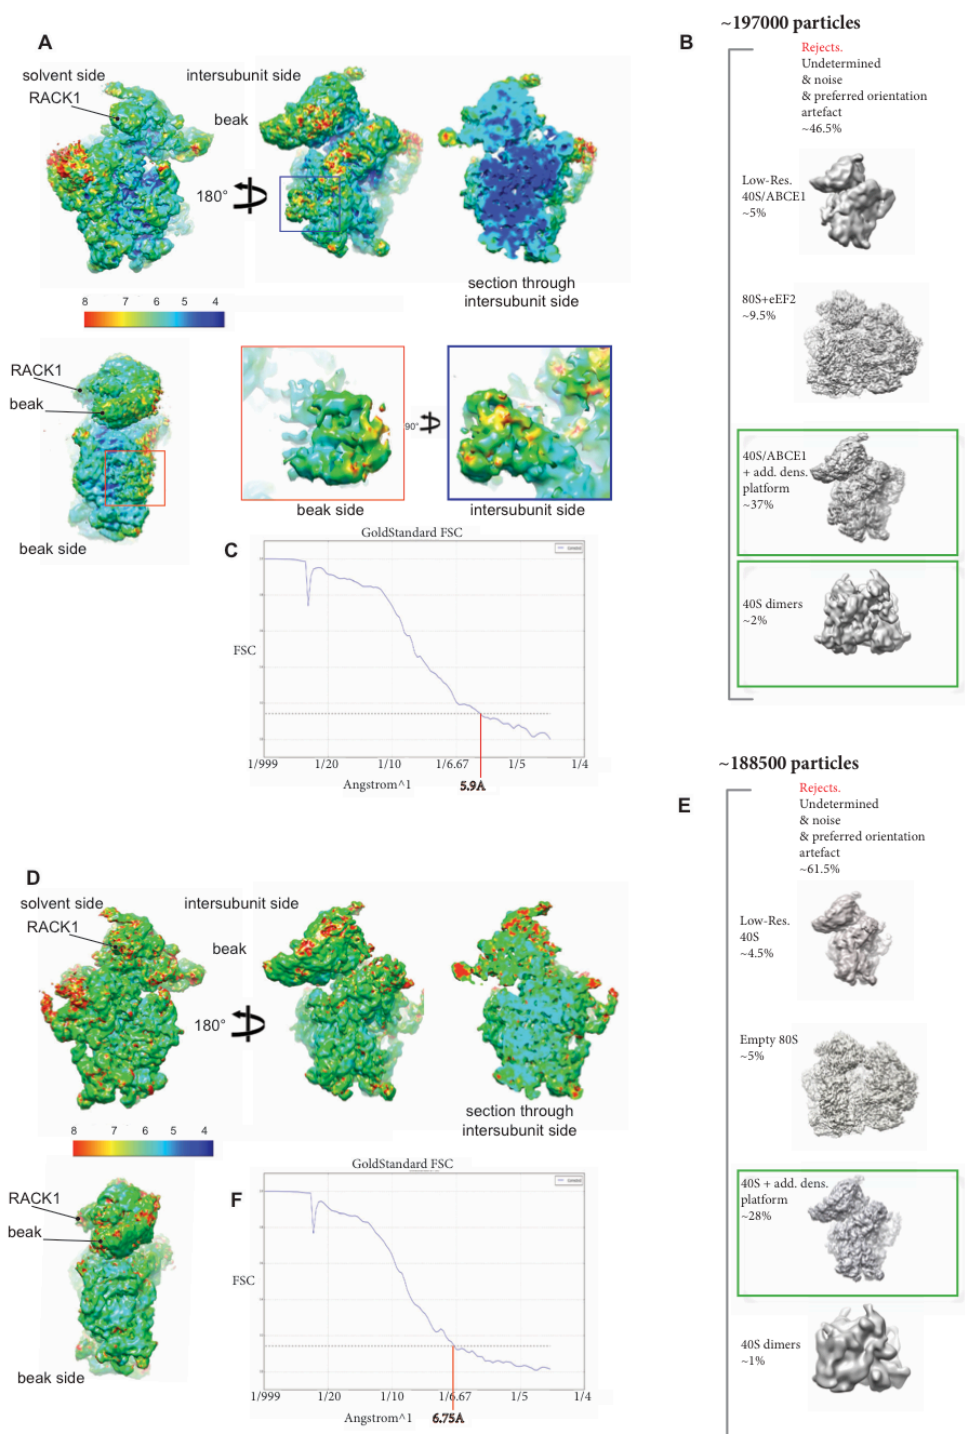 A
solvent side
RACK1
intersubunit side
beak
180°
section through
intersubunit side
8 7 6 5 4
RACK1
beak
beak side
90°
beak side
intersubunit side
B
~197000 particles
Rejects.
Undetermined
& noise
& preferred orientation
artefact
~46.5%
Low-Res.
40S/ABCE1
~5%
80S+eEF2
~9.5%
40S/ABCE1
+ add. dens.
platform
~37%
40S dimers
~2%
C
GoldStandard FSC
FSC
1/999 1/20 1/10 1/6.67 1/5 1/4
Angstrom^1
5.9Å
D
solvent side
RACK1
intersubunit side
beak
180°
section through
intersubunit side
8 7 6 5 4
RACK1
beak
beak side
E
~188500 particles
Rejects.
Undetermined
& noise
& preferred orientation
artefact
~61.5%
Low-Res.
40S
~4.5%
Empty 80S
~5%
40S + add. dens.
platform
~28%
40S dimers
~1%
F
GoldStandard FSC
FSC
1/999 1/20 1/10 1/6.67 1/5 1/4
Angstrom^1
6.75Å